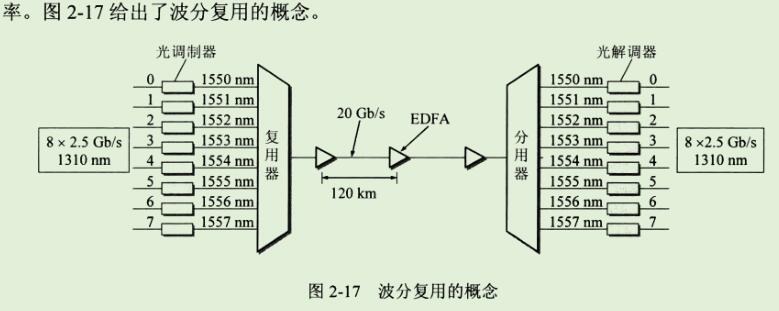 率。图 2-17 给出了波分复用的概念。
光调制器
光解调器
0 1550 nm
1 1551 nm
2 1552 nm
3 1553 nm
4 1554 nm
5 1555 nm
6 1556 nm
7 1557 nm
8 × 2.5 Gb/s
1310 nm
复用器
20 Gb/s
EDFA
120 km
分用器
1550 nm 0
1551 nm 1
1552 nm 2
1553 nm 3
1554 nm 4
1555 nm 5
1556 nm 6
1557 nm 7
8 ×2.5 Gb/s
1310 nm
图 2-17 波分复用的概念